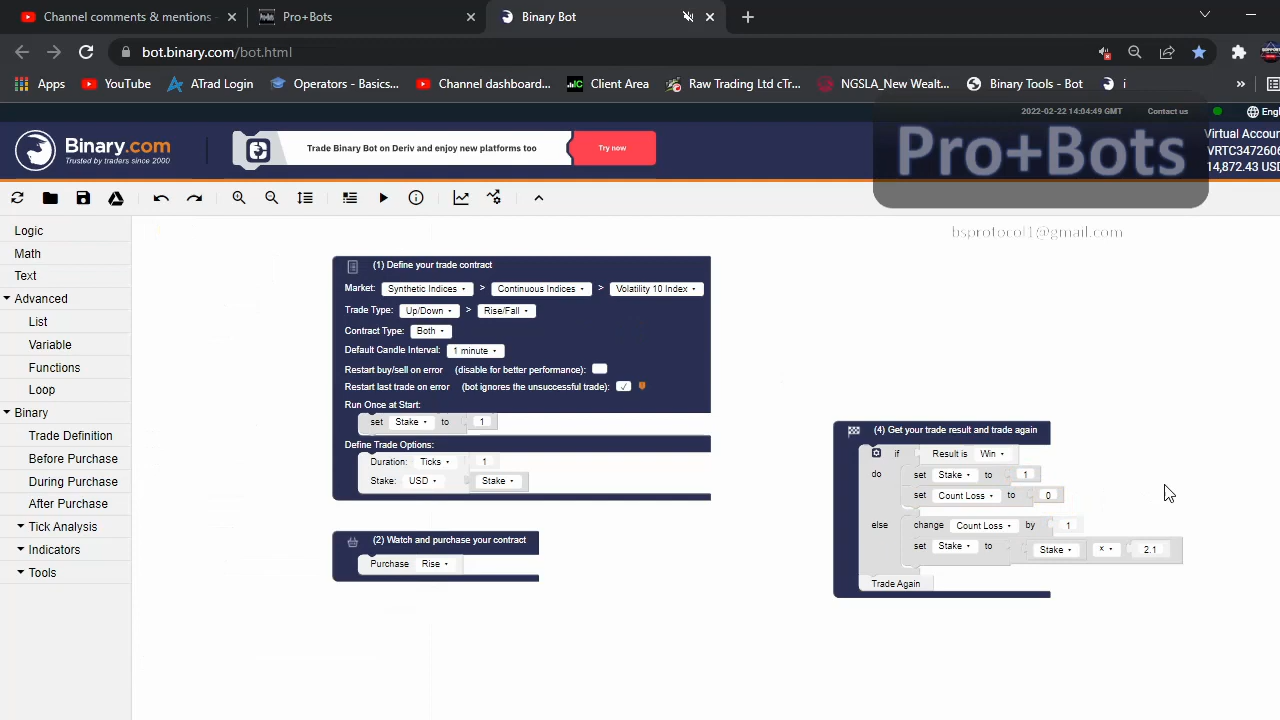 Channel comments & mentions
Pro+Bots
Binary Bot
bot.binary.com/bot.html
Apps
YouTube
ATrad Login
Operators - Basics...
Channel dashboard...
Client Area
Raw Trading Ltd cTr...
NGSLA_New Wealt...
Binary Tools - Bot
i
»
2022-02-22 14:04:49 GMT
Contact us
Engl
Binary.com
Trusted by traders since 2000
Trade Binary Bot on Deriv and enjoy new platforms too
Try now
Pro+Bots
Virtual Accoun
VRTC3472606
14,872.43 USD
bsprotocol1@gmail.com
Logic
Math
Text
Advanced
List
Variable
Functions
Loop
Binary
Trade Definition
Before Purchase
During Purchase
After Purchase
Tick Analysis
Indicators
Tools
(1) Define your trade contract
Market: Synthetic Indices > Continuous Indices > Volatility 10 Index
Trade Type: Up/Down > Rise/Fall
Contract Type: Both
Default Candle Interval: 1 minute
Restart buy/sell on error (disable for better performance):
Restart last trade on error (bot ignores the unsuccessful trade): ✓
Run Once at Start:
set Stake to 1
Define Trade Options:
Duration: Ticks 1
Stake: USD Stake
(2) Watch and purchase your contract
Purchase Rise
(4) Get your trade result and trade again
if Result is Win
do set Stake to 1
set Count Loss to 0
else change Count Loss by 1
set Stake to Stake × 2.1
Trade Again